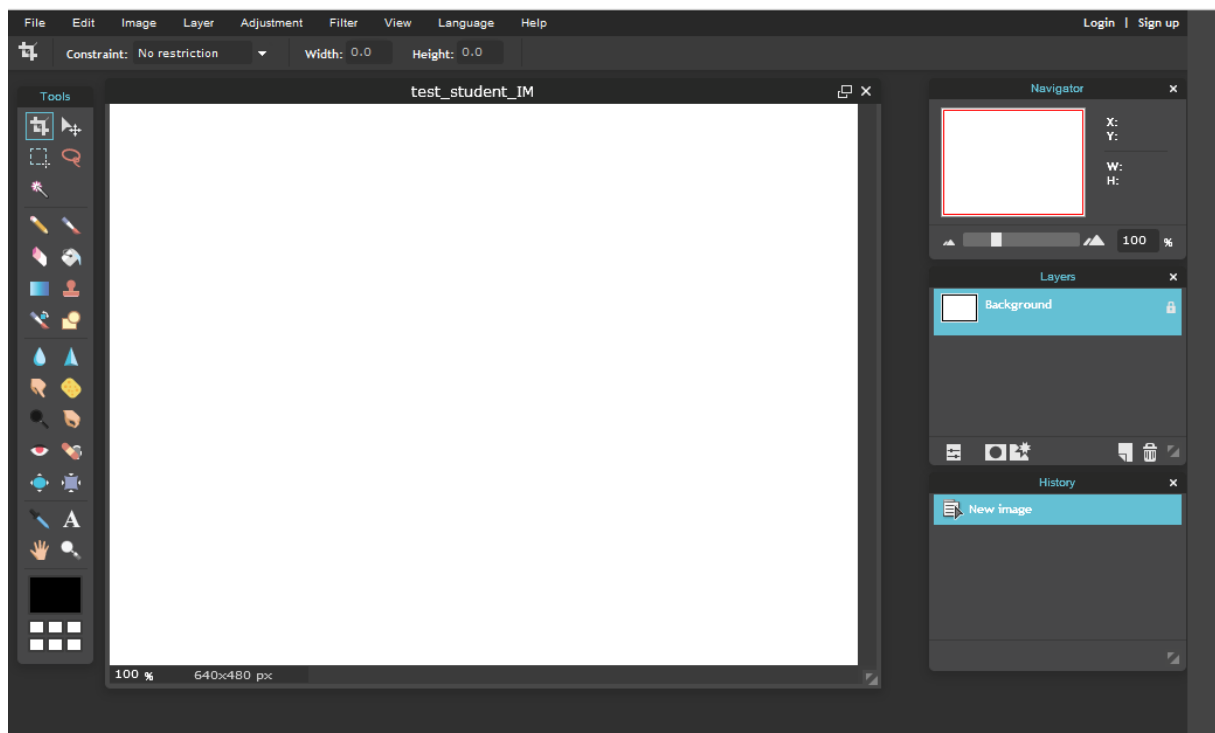 File Edit Image Layer Adjustment Filter View Language Help Login | Sign up
Constraint: No restriction Width: 0.0 Height: 0.0
Tools
test_student_IM
100 % 640x480 px
Navigator
X:
Y:
W:
H:
100 %
Layers
Background
History
New image